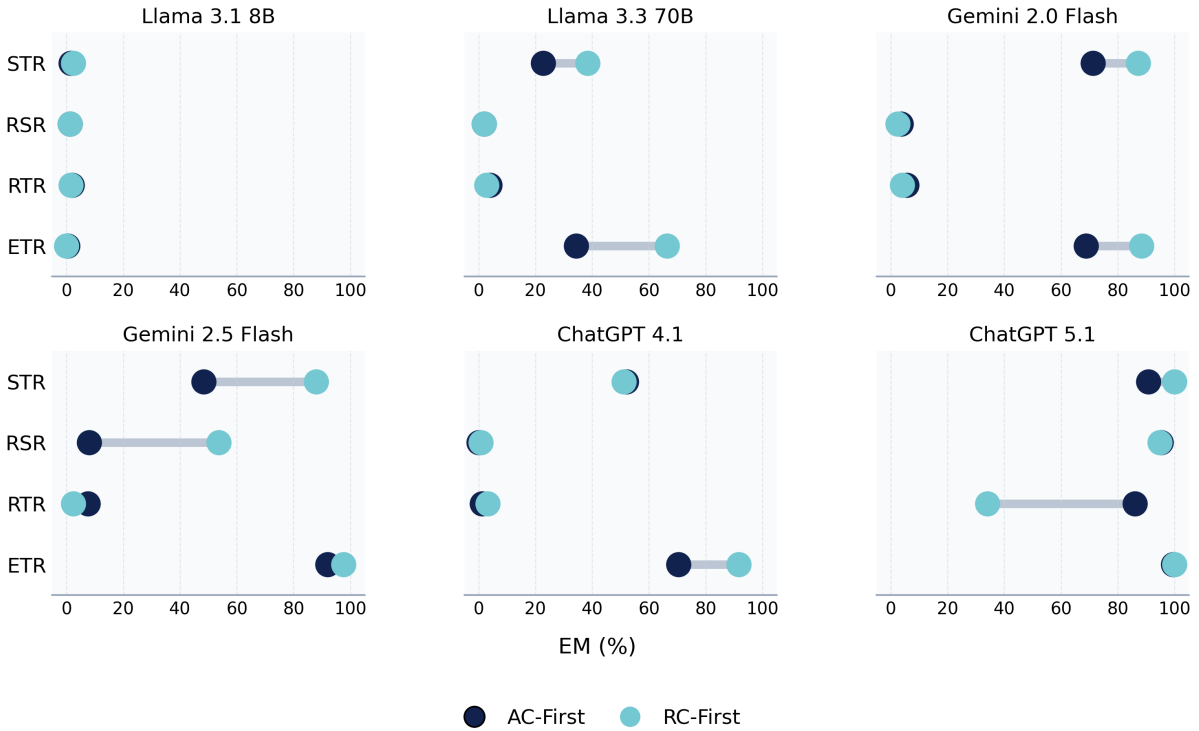 Llama 3.1 8B
Llama 3.3 70B
Gemini 2.0 Flash
STR
RSR
RTR
ETR
0 20 40 60 80 100
0 20 40 60 80 100
0 20 40 60 80 100
Gemini 2.5 Flash
ChatGPT 4.1
ChatGPT 5.1
STR
RSR
RTR
ETR
0 20 40 60 80 100
0 20 40 60 80 100
0 20 40 60 80 100
EM (%)
AC-First RC-First